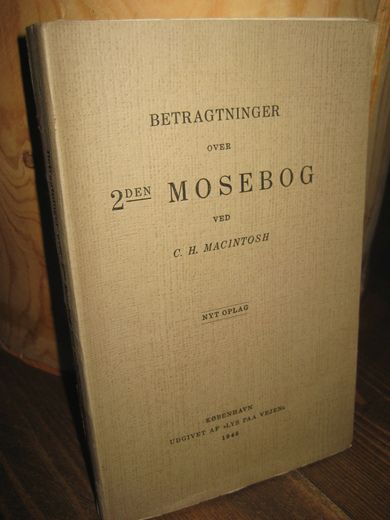 BETRAGTNINGER
OVER
2DEN MOSEBOG
VED
C. H. MACINTOSH
NYT OPLAG
KØBENHAVN
UDGIVET AF »LYS PAA VEJEN«